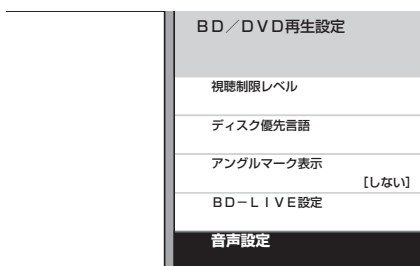 BD／DVD再生設定
視聴制限レベル
ディスク優先言語
アングルマーク表示
[しない]
BD－LIVE設定
音声設定